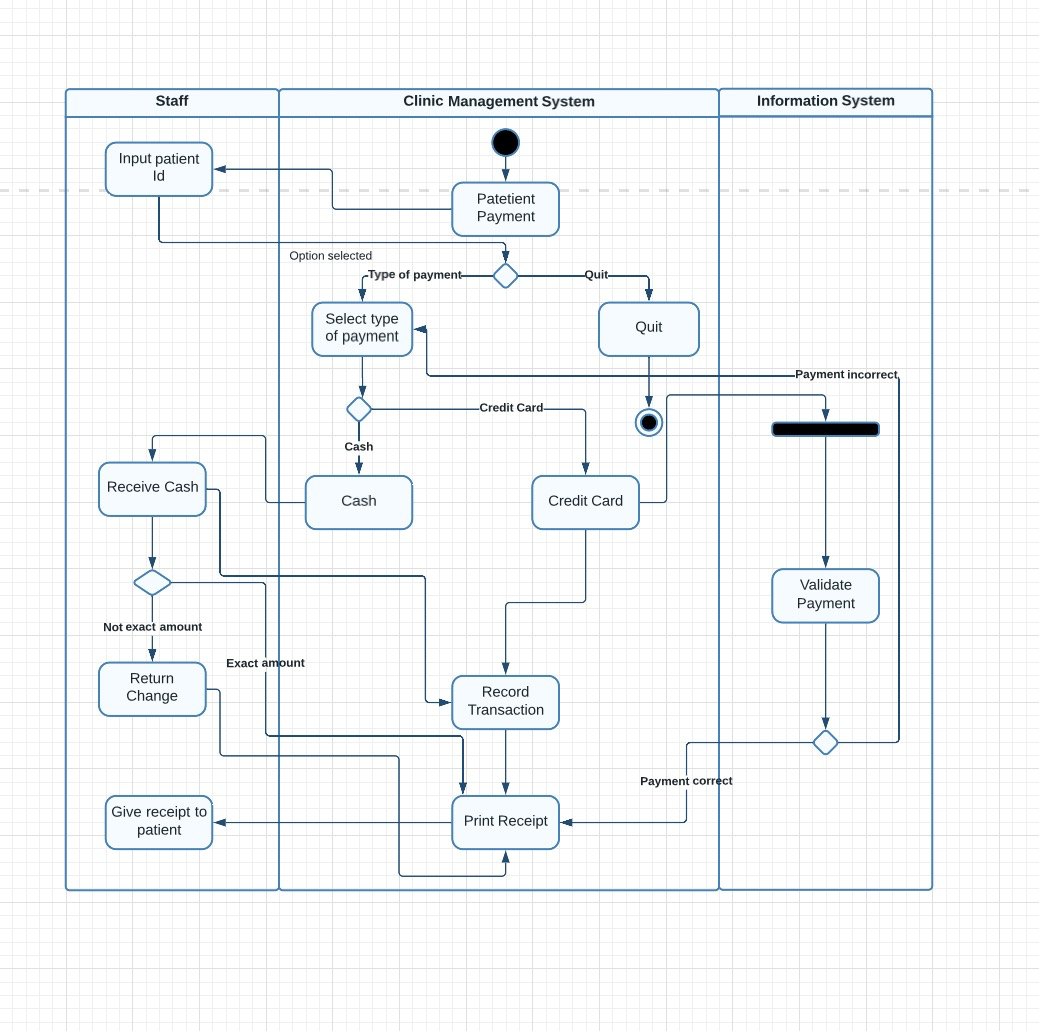 Staff
Clinic Management System
Information System
Input patient
Id
Patetient
Payment
Option selected
Type of payment
Quit
Select type
of payment
Quit
Payment incorrect
Credit Card
Cash
Receive Cash
Cash
Credit Card
Validate
Payment
Not exact amount
Exact amount
Return
Change
Record
Transaction
Payment correct
Give receipt to
patient
Print Receipt